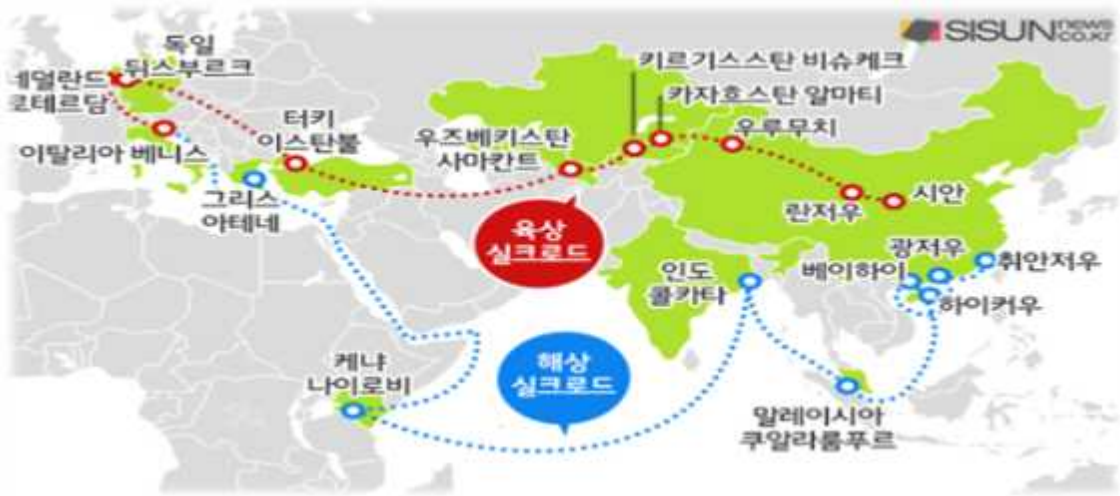 SISUN news
CO.KR
독일
뒤스부르크
네덜란드
로테르담
이탈리아 베니스
터키
이스탄불
그리스
아테네
우즈베키스탄
사마칸트
키르기스스탄 비슈케크
카자흐스탄 알마티
우루무치
란저우
시안
육상
실크로드
인도
콜카타
광저우
베이하이
취안저우
하이커우
해상
실크로드
케냐
나이로비
말레이시아
쿠알라룸푸르